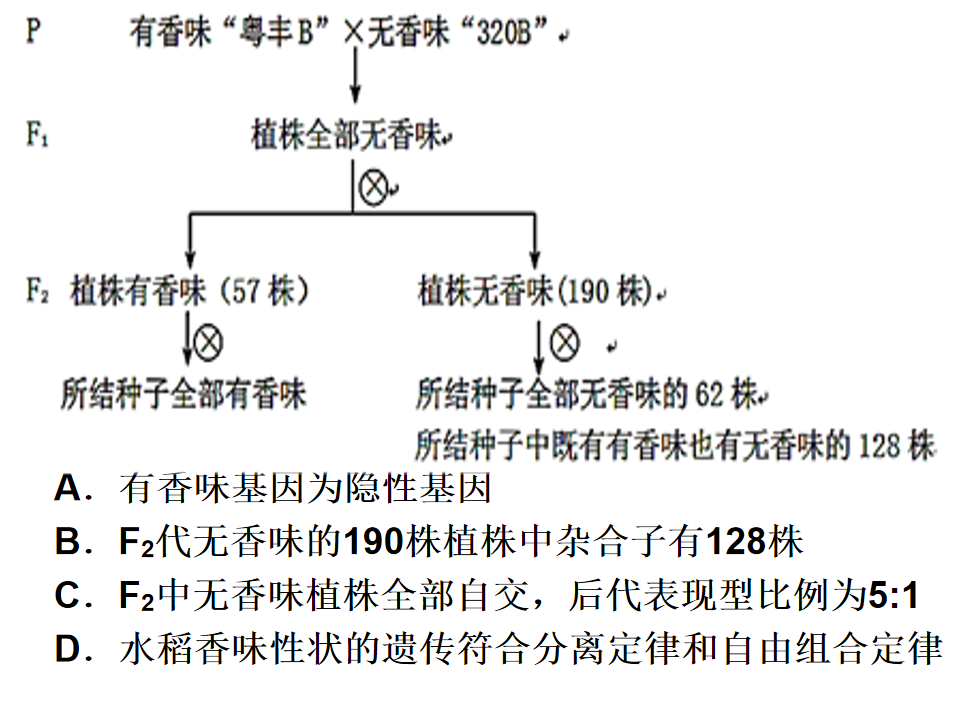 P 有香味“粤丰B”×无香味“320B”
F₁ 植株全部无香味
F₂ 植株有香味（57株） 植株无香味(190株)
所结种子全部有香味 所结种子全部无香味的62株
所结种子中既有有香味也有无香味的128株
A．有香味基因为隐性基因
B．F₂代无香味的190株植株中杂合子有128株
C．F₂中无香味植株全部自交，后代表现型比例为5:1
D．水稻香味性状的遗传符合分离定律和自由组合定律